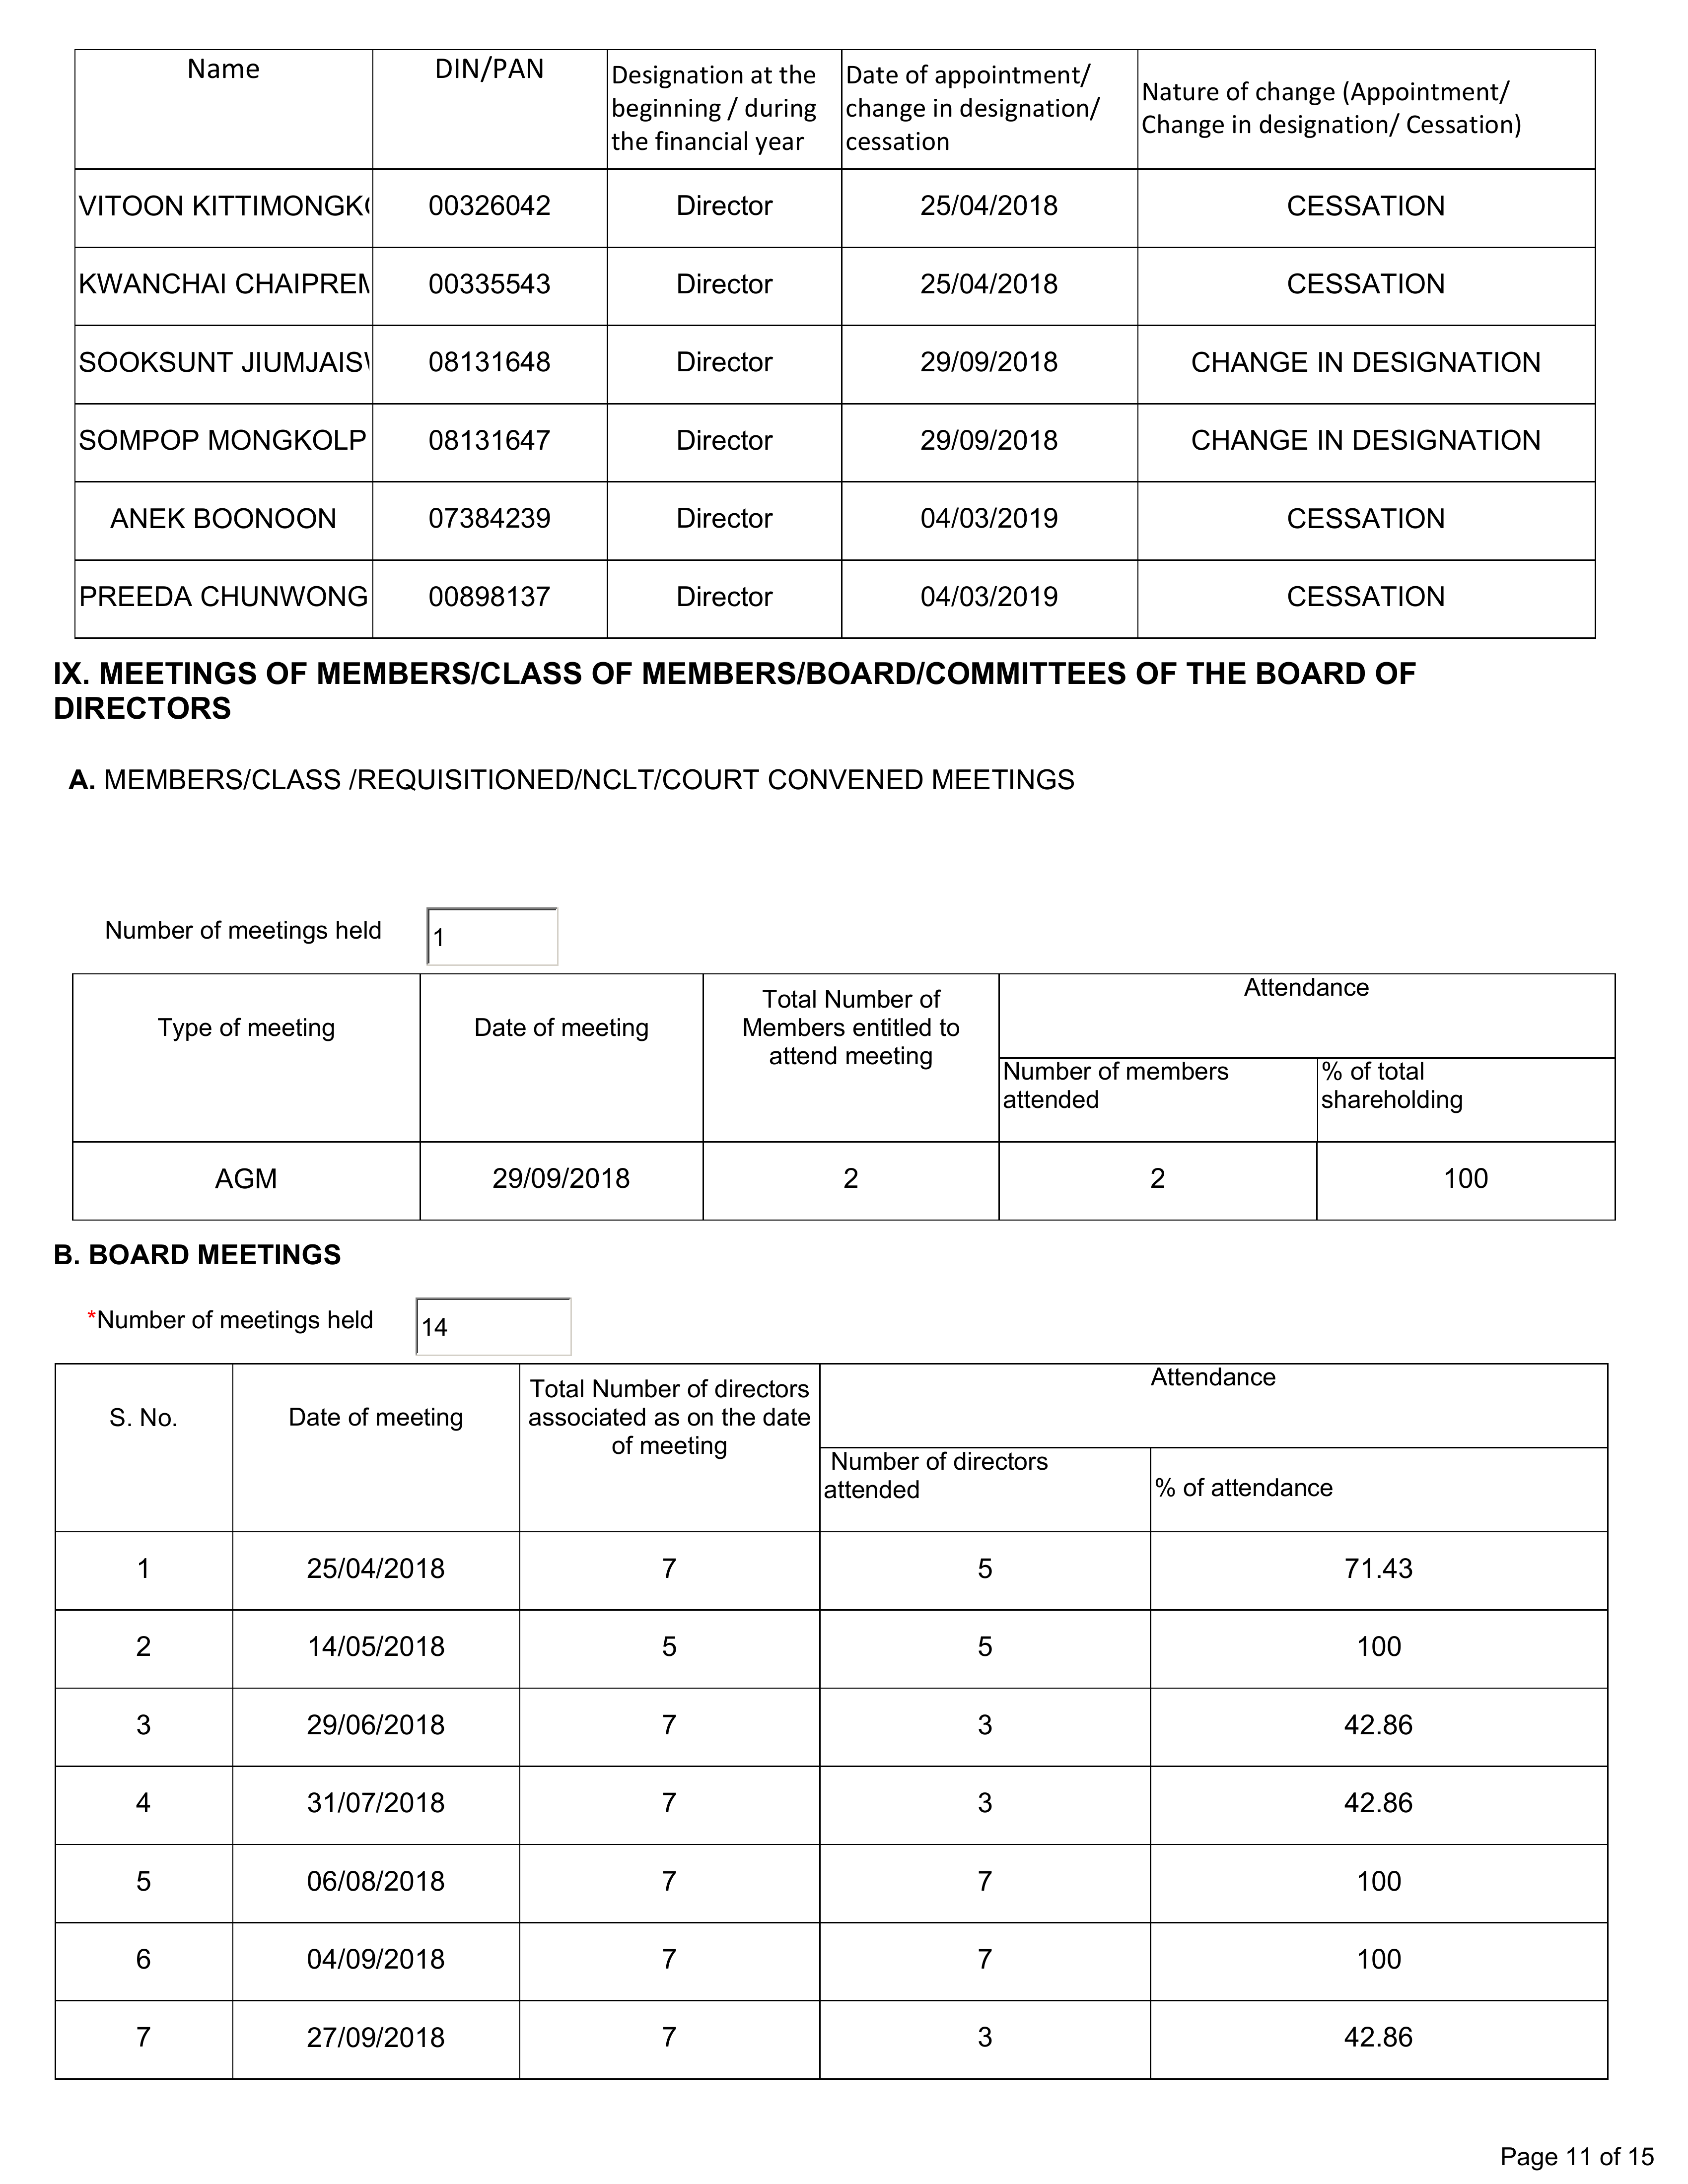 Name DIN/PAN Designation at the beginning / during the financial year Date of appointment/ change in designation/ cessation Nature of change (Appointment/ Change in designation/ Cessation)
VITOON 00326042 Director 25/04/2018 CESSATION
KWANCHAI 00335543 Director 25/04/2018 CESSATION
SOOKSUNT 08131648 Director 29/09/2018 CHANGE IN DESIGNATION
SOMPOP MONGKOLP 08131647 Director 29/09/2018 CHANGE IN DESIGNATION
ANEK BOONOON 07384239 Director 04/03/2019 CESSATION
PREEDA CHUNWONG 00898137 Director 04/03/2019 CESSATION
IX. MEETINGS OF MEMBERS/CLASS OF MEMBERS/BOARD/COMMITTEES OF THE BOARD OF
DIRECTORS
A. MEMBERS/CLASS /REQUISITIONED/NCLT/COURT CONVENED MEETINGS
Number of meetings held 1
Type of meeting Date of meeting Total Number of Members entitled to attend meeting Attendance
Number of members attended % of total shareholding
AGM 29/09/2018 2 2 100
B. BOARD MEETINGS
*Number of meetings held 14
S. No. Date of meeting Total Number of directors associated as on the date of meeting Attendance
Number of directors attended % of attendance
1 25/04/2018 7 5 71.43
2 14/05/2018 5 5 100
3 29/06/2018 7 3 42.86
4 31/07/2018 7 3 42.86
5 06/08/2018 7 7 100
6 04/09/2018 7 7 100
7 27/09/2018 7 3 42.86
Page 11 of 15